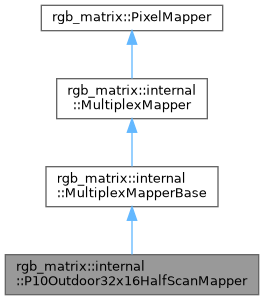 rgb_matrix::PixelMapper
rgb_matrix::internal
::MultiplexMapper
rgb_matrix::internal
::MultiplexMapperBase
rgb_matrix::internal
::P10Outdoor32x16HalfScanMapper